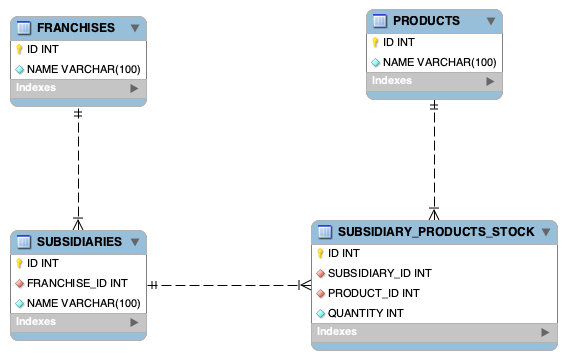 FRANCHISES
ID INT
NAME VARCHAR(100)
Indexes
PRODUCTS
ID INT
NAME VARCHAR(100)
Indexes
SUBSIDIARIES
ID INT
FRANCHISE_ID INT
NAME VARCHAR(100)
Indexes
SUBSIDIARY_PRODUCTS_STOCK
ID INT
SUBSIDIARY_ID INT
PRODUCT_ID INT
QUANTITY INT
Indexes